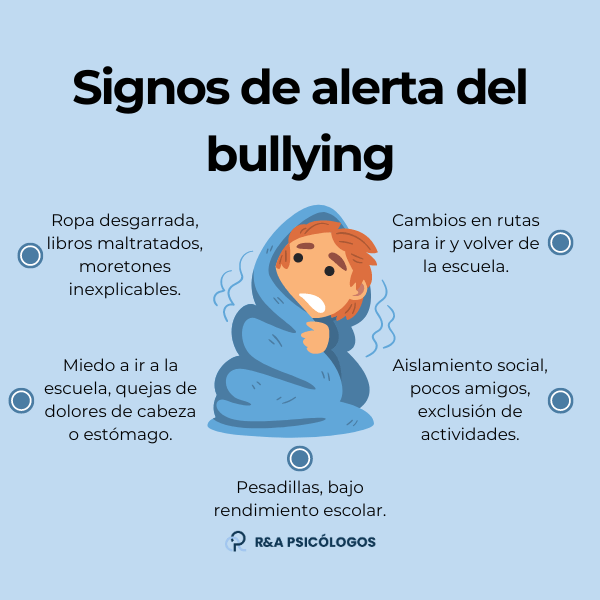 Signos de alerta del
bullying
Ropa desgarrada,
libros maltratados,
moretones
inexplicables.
Cambios en rutas
para ir y volver de
la escuela.
Miedo a ir a la
escuela, quejas de
dolores de cabeza
o estómago.
Aislamiento social,
pocos amigos,
exclusión de
actividades.
Pesadillas, bajo
rendimiento escolar.
R&A PSICÓLOGOS